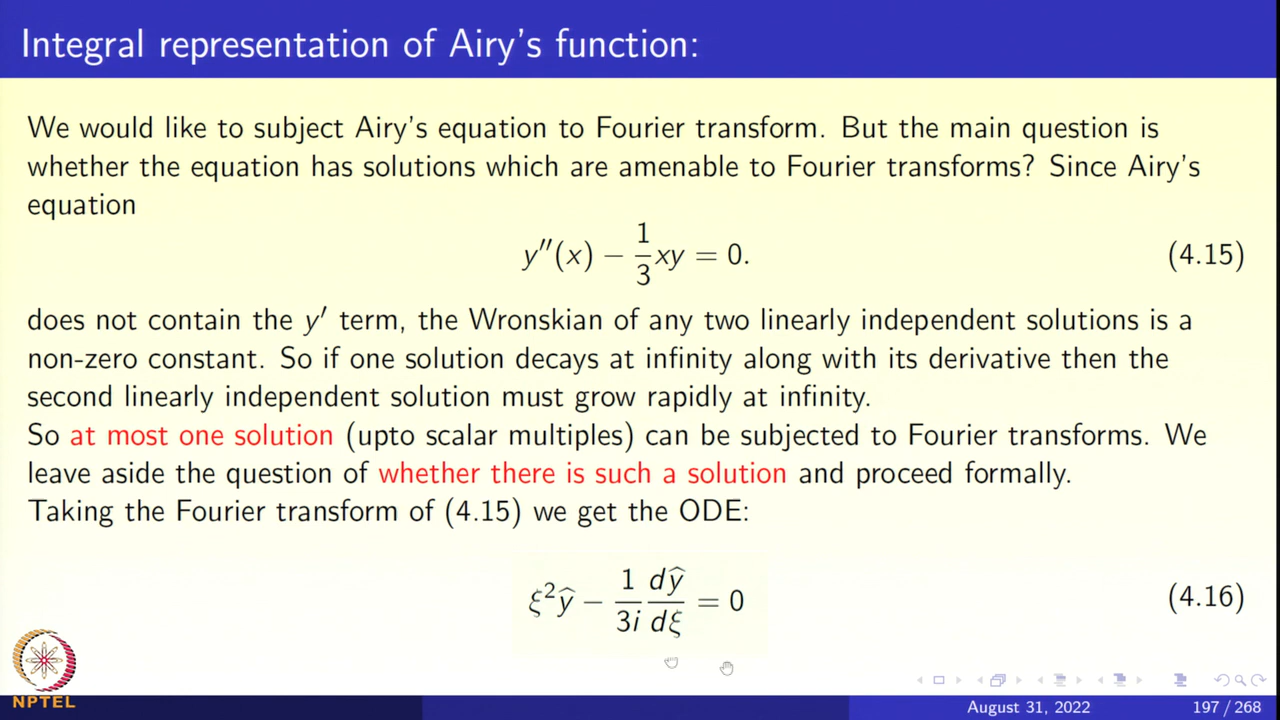 Integral representation of Airy's function:
We would like to subject Airy's equation to Fourier transform. But the main question is
whether the equation has solutions which are amenable to Fourier transforms? Since Airy's
equation
y''(x) − 1/3 xy = 0. (4.15)
does not contain the y' term, the Wronskian of any two linearly independent solutions is a
non-zero constant. So if one solution decays at infinity along with its derivative then the
second linearly independent solution must grow rapidly at infinity.
So at most one solution (upto scalar multiples) can be subjected to Fourier transforms. We
leave aside the question of whether there is such a solution and proceed formally.
Taking the Fourier transform of (4.15) we get the ODE:
ξ²ŷ − 1/3i dŷ/dξ = 0 (4.16)
NPTEL
August 31, 2022 197 / 268